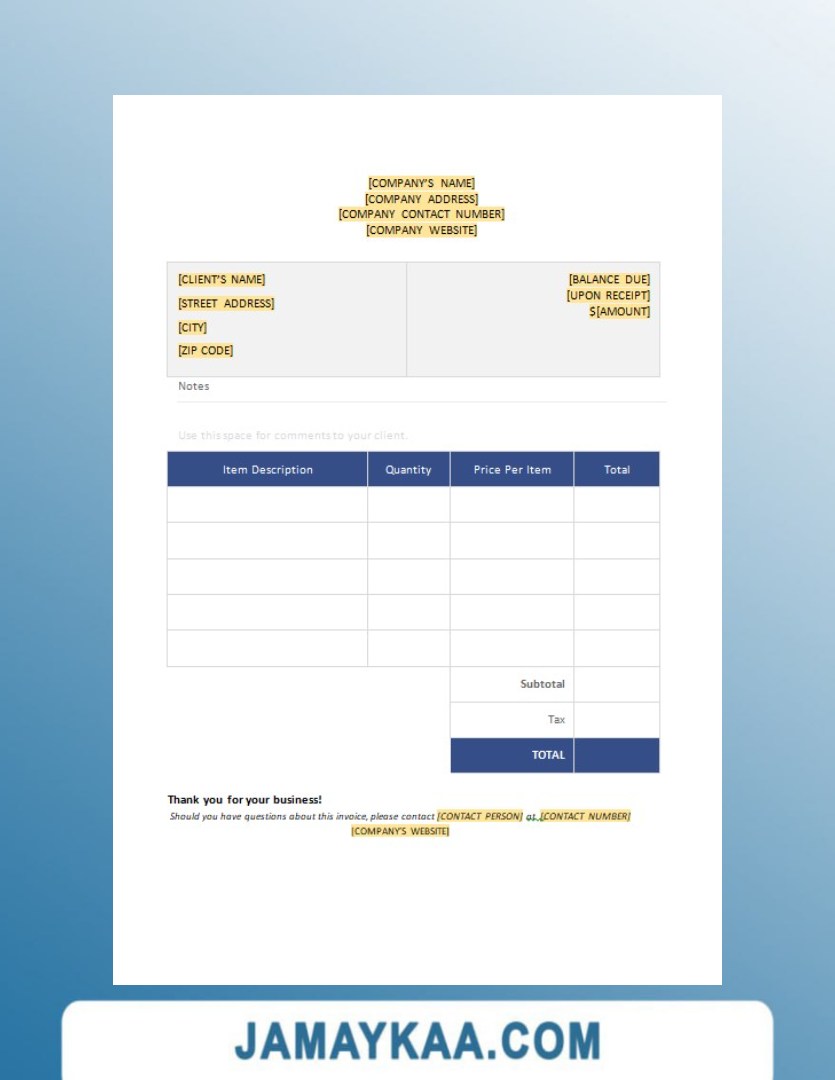 [COMPANY'S NAME]
[COMPANY ADDRESS]
[COMPANY CONTACT NUMBER]
[COMPANY WEBSITE]
[CLIENT'S NAME]
[STREET ADDRESS]
[CITY]
[ZIP CODE]
[BALANCE DUE]
[UPON RECEIPT]
$[AMOUNT]
Notes
Use this space for comments to your client.
Item Description Quantity Price Per Item Total
Subtotal
Tax
TOTAL
Thank you for your business!
Should you have questions about this invoice, please contact [CONTACT PERSON] at [CONTACT NUMBER]
[COMPANY'S WEBSITE]
JAMAYKAA.COM